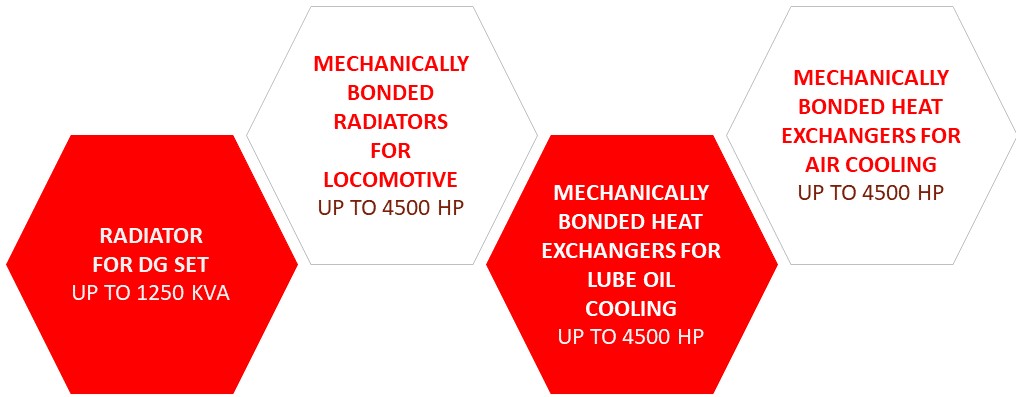 RADIATOR
FOR DG SET
UP TO 1250 KVA
MECHANICALLY
BONDED
RADIATORS
FOR
LOCOMOTIVE
UP TO 4500 HP
MECHANICALLY
BONDED HEAT
EXCHANGERS FOR
LUBE OIL
COOLING
UP TO 4500 HP
MECHANICALLY
BONDED HEAT
EXCHANGERS FOR
AIR COOLING
UP TO 4500 HP